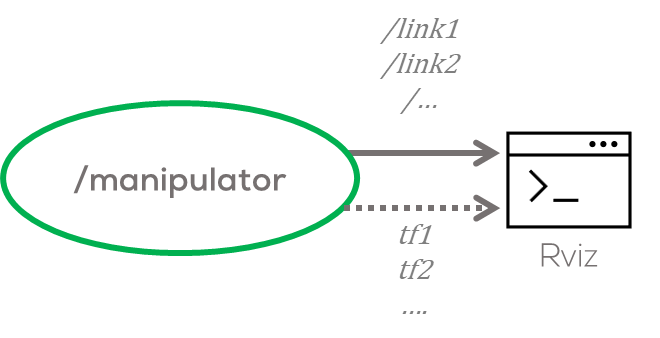 /link1
/link2
/...
/manipulator
>_
Rviz
tf1
tf2
....